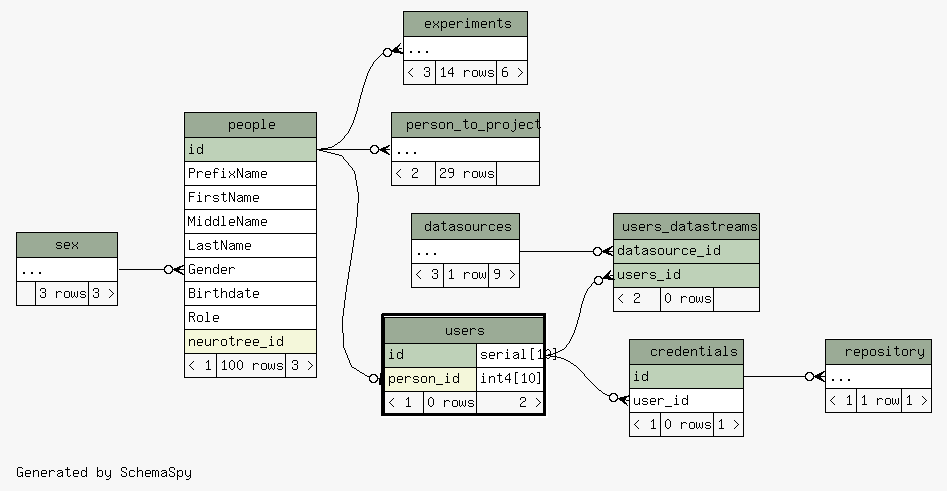 experiments
...
< 3 14 rows 6 >
people
id
PrefixName
FirstName
MiddleName
LastName
Gender
Birthdate
Role
neurotree_id
< 1 100 rows 3 >
person_to_project
...
< 2 29 rows
sex
...
3 rows 3 >
datasources
...
< 3 1 row 9 >
users_datastreams
datasource_id
users_id
< 2 0 rows
users
id serial[10]
person_id int4[10]
< 1 0 rows 2 >
credentials
id
user_id
< 1 0 rows 1 >
repository
...
< 1 1 row 1 >
Generated by SchemaSpy